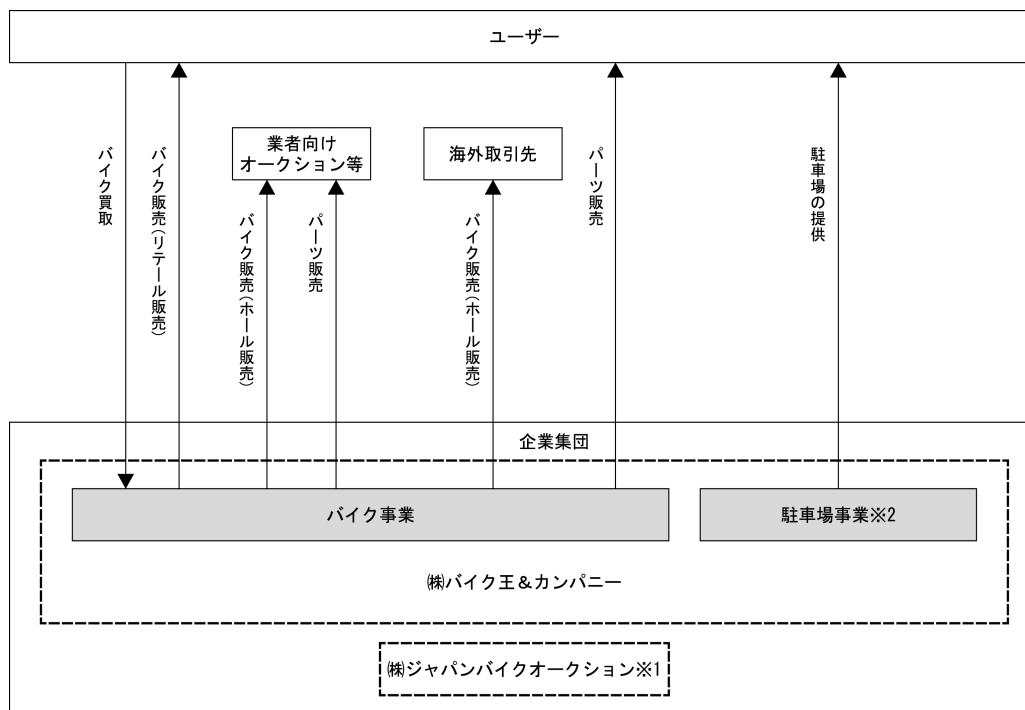 ユーザー
バイク買取
バイク販売(リテール販売)
業者向け
オークション等
バイク販売(ホール販売)
パーツ販売
海外取引先
バイク販売(ホール販売)
パーツ販売
駐車場の提供
企業集団
バイク事業
駐車場事業※2
㈱バイク王&カンパニー
㈱ジャパンバイクオークション※1